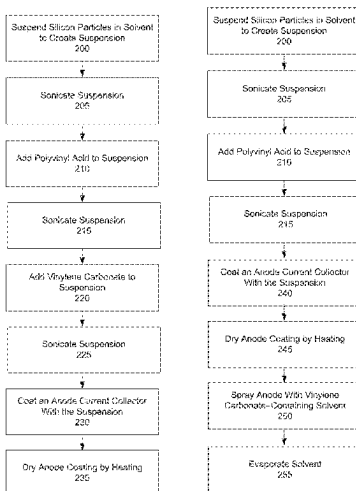 Suspend Silicon Particles in Solvent
to Create Suspension
200
Sonicate Suspension
205
Add Polyvinyl Acid to Suspension
210
Sonicate Suspension
215
Add Vinylene Carbonate to
Suspension
220
Sonicate Suspension
225
Coat an Anode Current Collector
With the Suspension
230
Dry Anode Coating by Heating
235
Suspend Silicon Particles in Solvent
to Create Suspension
200
Sonicate Suspension
205
Add Polyvinyl Acid to Suspension
215
Sonicate Suspension
215
Coat an Anode Current Collector
With the Suspension
240
Dry Anode Coating by Heating
245
Spray Anode With Vinylene
Carbonate-Containing Solvent
250
Evaporate Solvent
255